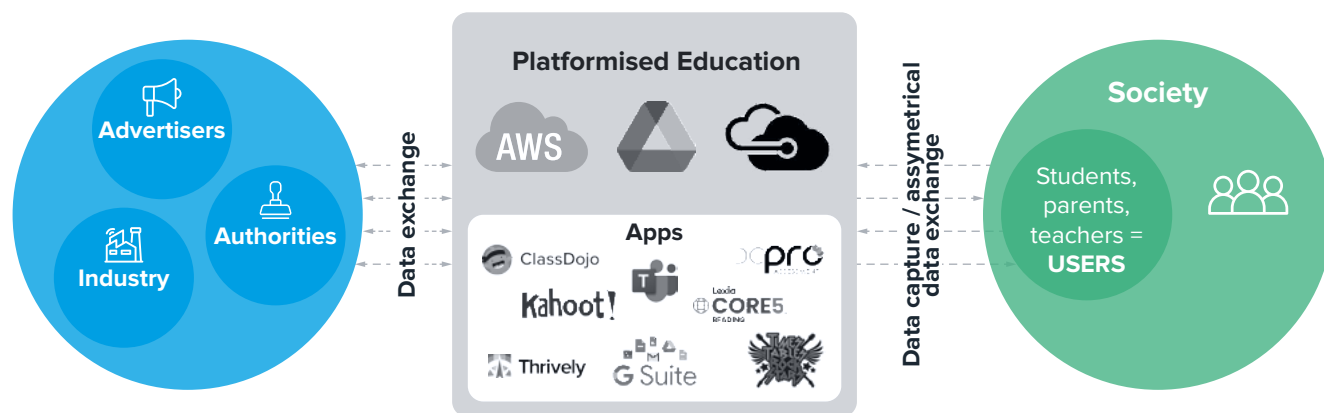 Advertisers
Authorities
Industry
Data exchange
Platformised Education
AWS
Apps
ClassDojo
T
pro
Kahoot!
Lexia
CORE5
READING
Thrively
G Suite
Data capture / assymetrical
data exchange
Society
Students,
parents,
teachers =
USERS